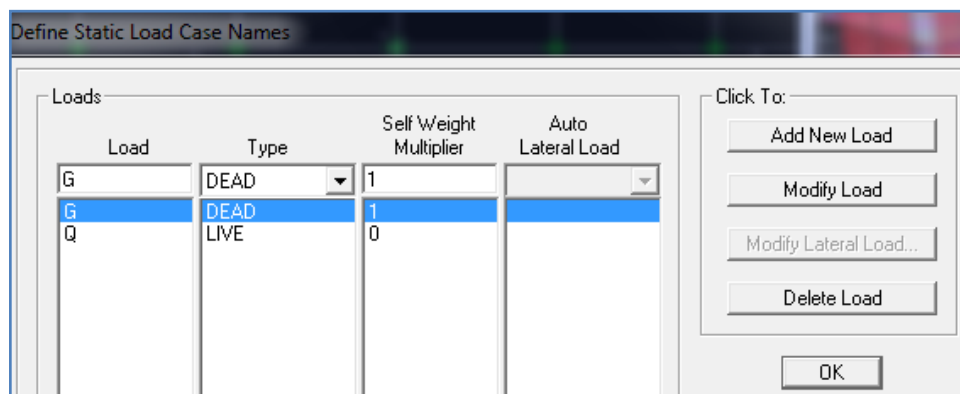 Define Static Load Case Names
Loads
Load Type Self Weight Multiplier Auto Lateral Load
G DEAD 1
G DEAD 1
Q LIVE 0
Click To:
Add New Load
Modify Load
Modify Lateral Load...
Delete Load
OK